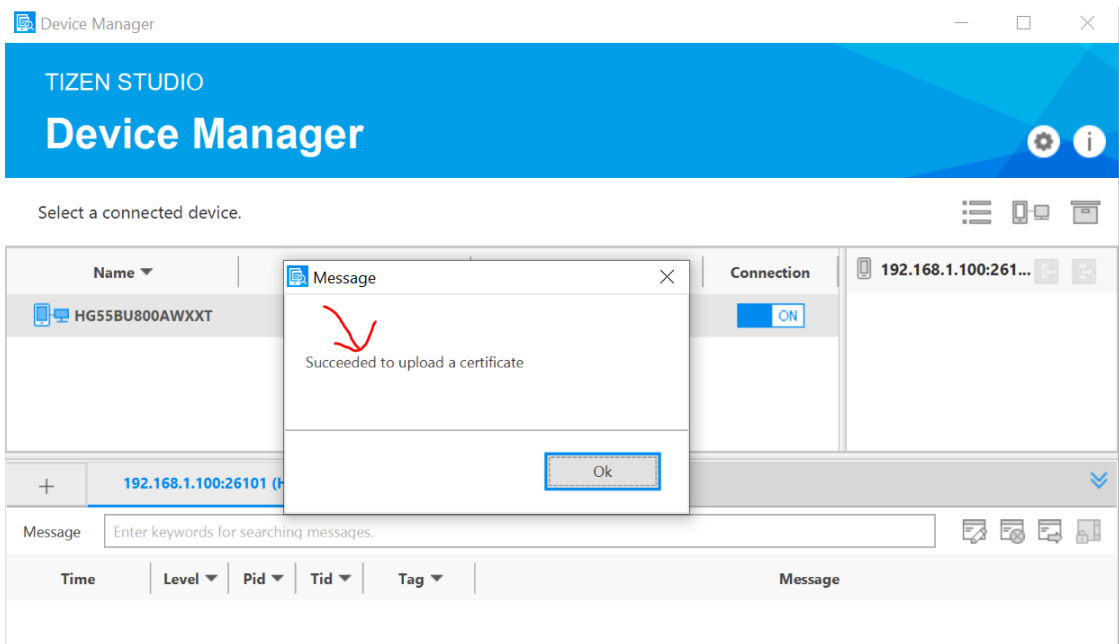 Device Manager
TIZEN STUDIO
Device Manager
Select a connected device.
Name
Connection
192.168.1.100:261...
HG55BU800AWXXT
ON
Message
Succeeded to upload a certificate
Ok
192.168.1.100:26101 (H
Message
Enter keywords for searching messages.
Time Level Pid Tid Tag Message